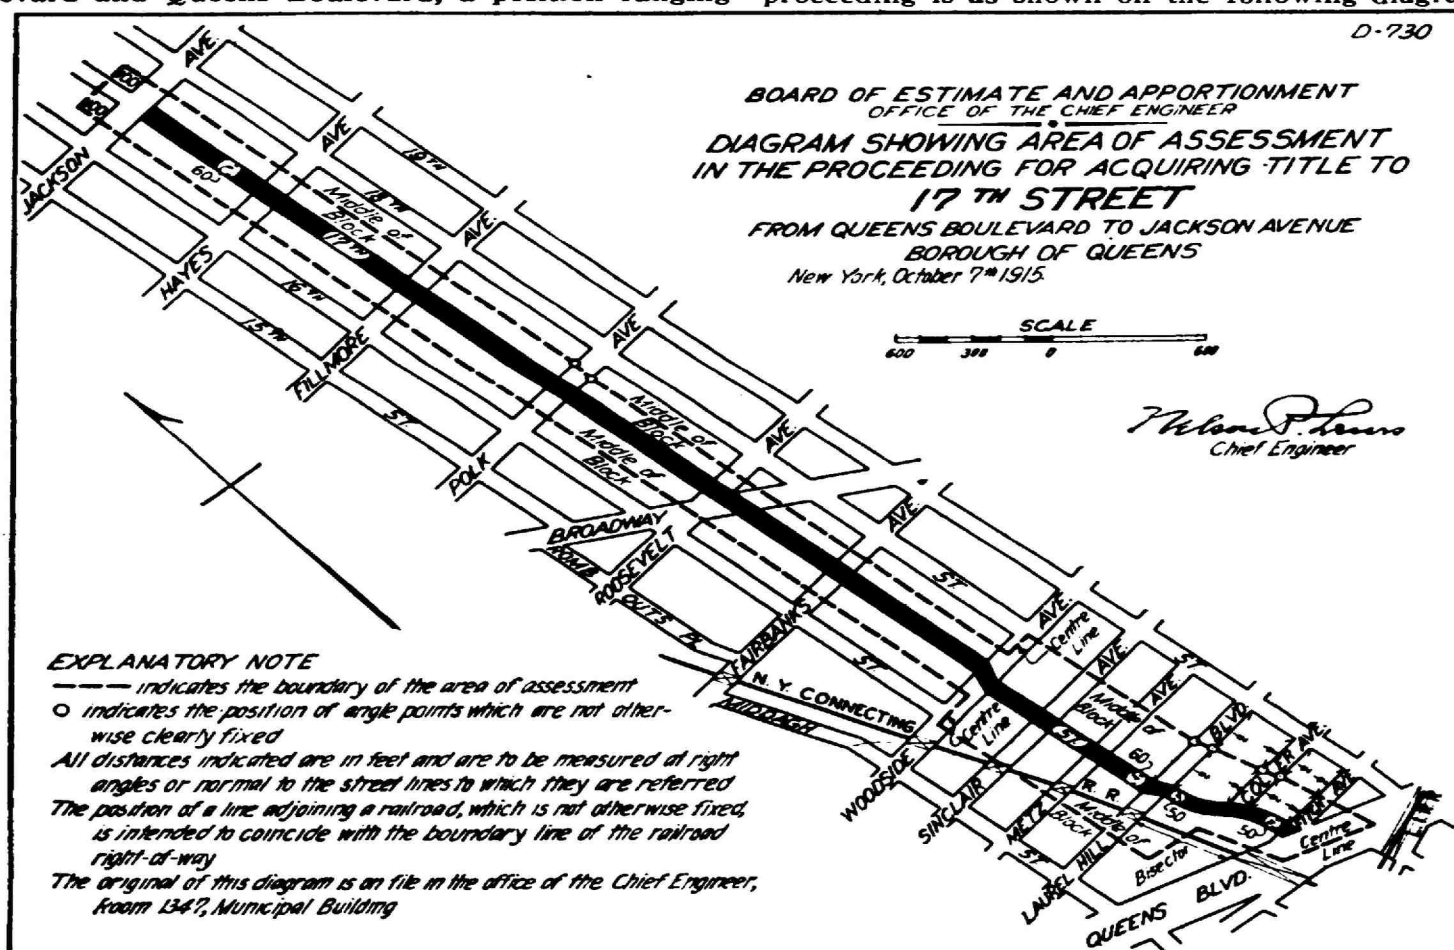 D-730
BOARD OF ESTIMATE AND APPORTIONMENT
OFFICE OF THE CHIEF ENGINEER
DIAGRAM SHOWING AREA OF ASSESSMENT
IN THE PROCEEDING FOR ACQUIRING TITLE TO
17TH STREET
FROM QUEENS BOULEVARD TO JACKSON AVENUE
BOROUGH OF QUEENS
New York, October 7th 1915.
SCALE
600 300 0 600
Chief Engineer
AVE.
100
100
JACKSON
60
AVE.
19TH
18TH
Middle of
Block
17TH
AVE.
HAYES
16TH
15TH
AVE.
FILLMORE
ST.
Middle of
Block
Middle of
Block
AVE.
POLK
BROADWAY
ROOSEVELT
AVE.
FAIRBANKS
ST.
ST.
AVE.
Centre
Line
N. Y. CONNECTING
R. R.
MIDDAGH
WOODSIDE
Centre
Line
SINCLAIR
AVE.
ST.
Middle of
Block
AVE.
ST.
60
METZ
ST.
Middle of
Block
BLVD.
50
50
LAUREL HILL
Bisector
Centre
Line
QUEENS BLVD.
EXPLANATORY NOTE
indicates the boundary of the area of assessment
indicates the position of angle points which are not other-
wise clearly fixed
All distances indicated are in feet and are to be measured at right
angles or normal to the street lines to which they are referred
The position of a line adjoining a railroad, which is not otherwise fixed,
is intended to coincide with the boundary line of the railroad
right-of-way
The original of this diagram is on file in the office of the Chief Engineer,
Room 1347, Municipal Building